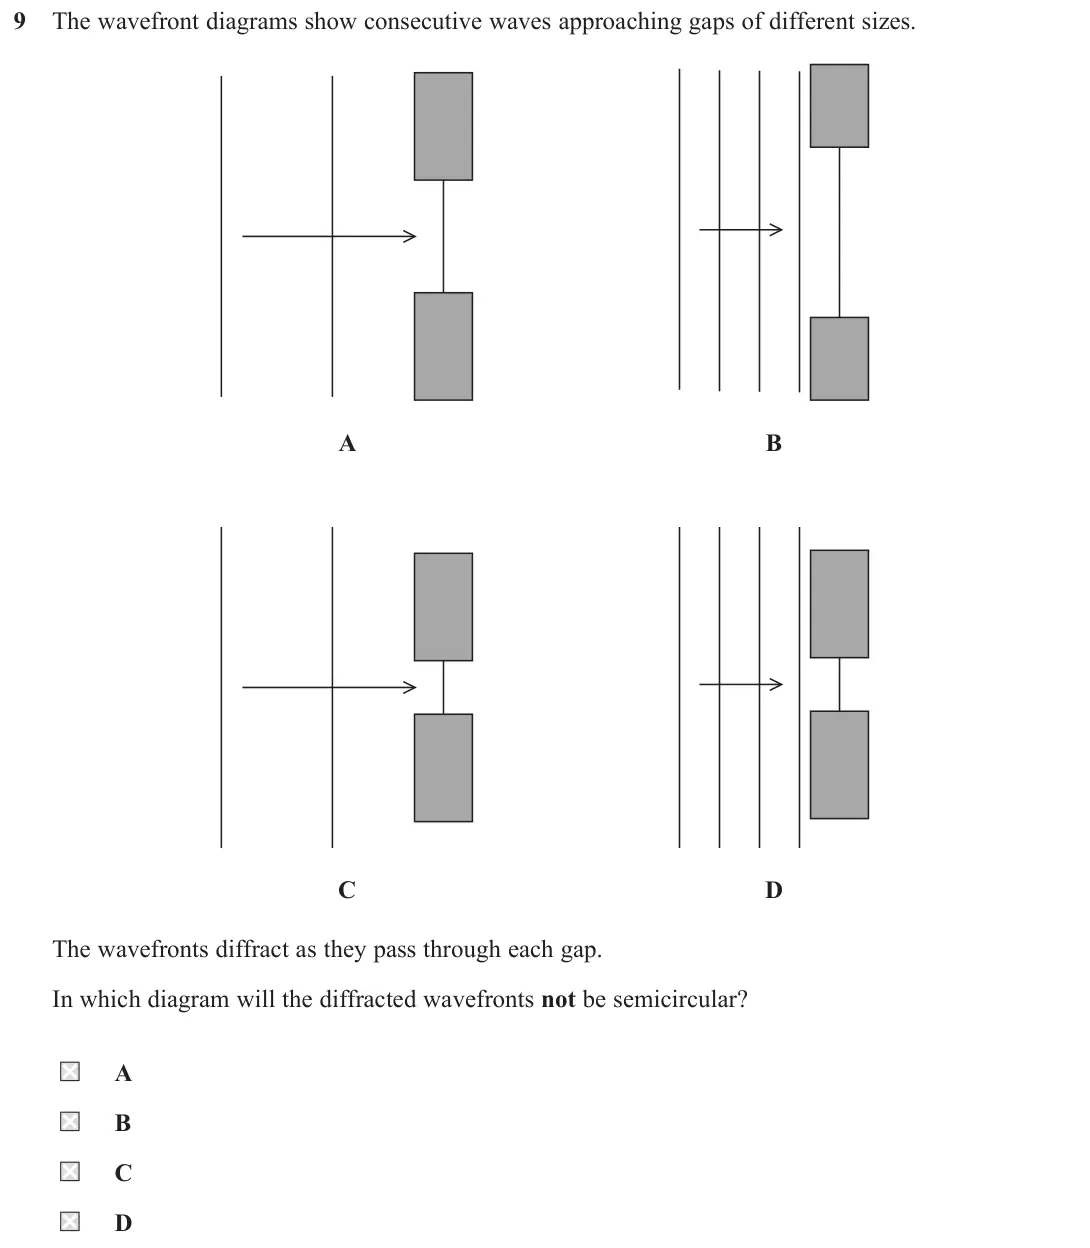 9 The wavefront diagrams show consecutive waves approaching gaps of different sizes.
A
B
C
D
The wavefronts diffract as they pass through each gap.
In which diagram will the diffracted wavefronts not be semicircular?
A
B
C
D